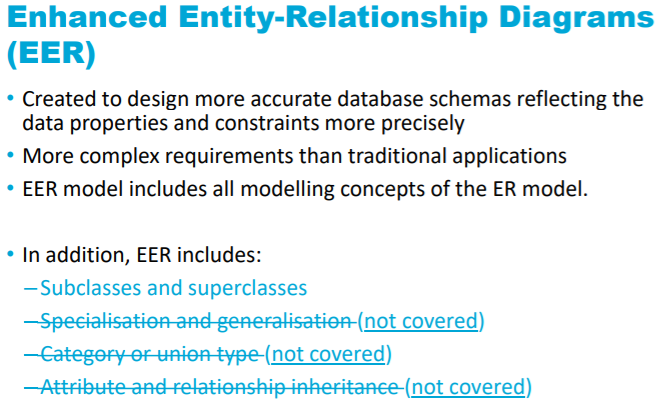 Enhanced Entity-Relationship Diagrams
(EER)
• Created to design more accurate database schemas reflecting the
data properties and constraints more precisely
• More complex requirements than traditional applications
• EER model includes all modelling concepts of the ER model.
• In addition, EER includes:
–Subclasses and superclasses
–Specialisation and generalisation (not covered)
–Category or union type (not covered)
–Attribute and relationship inheritance (not covered)